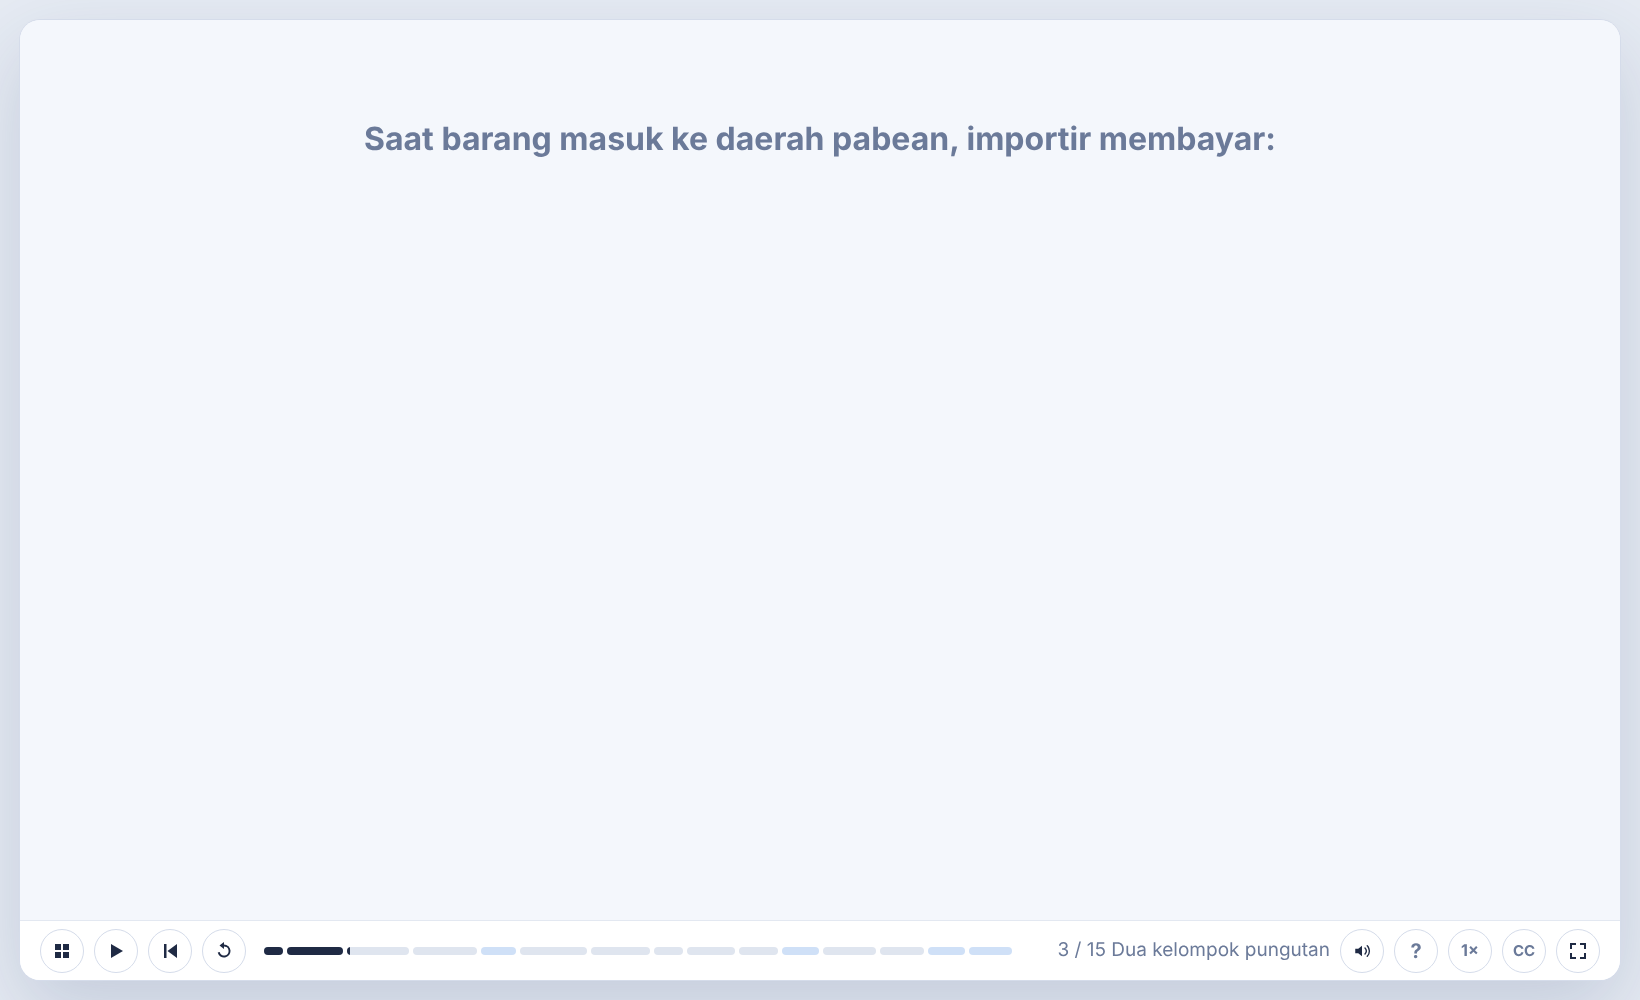 Saat barang masuk ke daerah pabean, importir membayar:
3 / 15 Dua kelompok pungutan
?
1×
CC